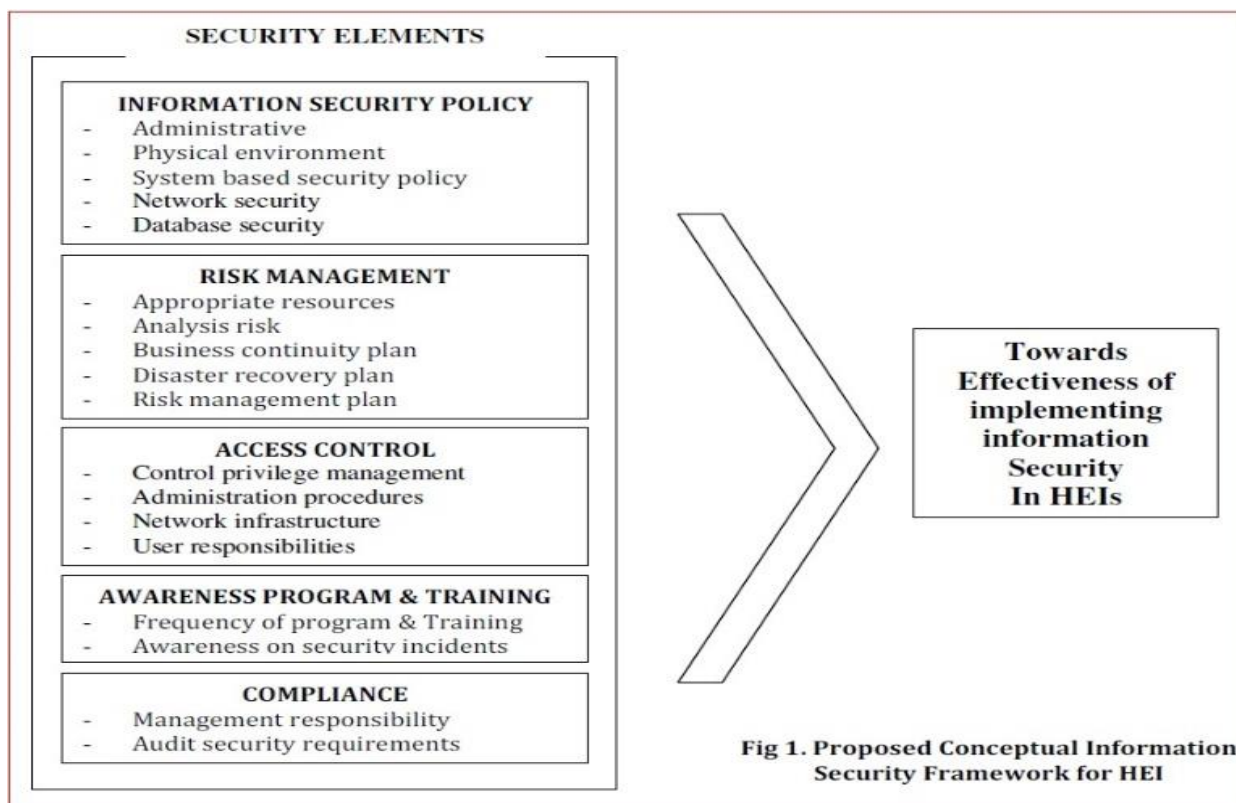 SECURITY ELEMENTS
INFORMATION SECURITY POLICY
- Administrative
- Physical environment
- System based security policy
- Network security
- Database security
RISK MANAGEMENT
- Appropriate resources
- Analysis risk
- Business continuity plan
- Disaster recovery plan
- Risk management plan
ACCESS CONTROL
- Control privilege management
- Administration procedures
- Network infrastructure
- User responsibilities
AWARENESS PROGRAM & TRAINING
- Frequency of program & Training
- Awareness on security incidents
COMPLIANCE
- Management responsibility
- Audit security requirements
Towards
Effectiveness of
implementing
information
Security
In HEIs
Fig 1. Proposed Conceptual Information
Security Framework for HEI